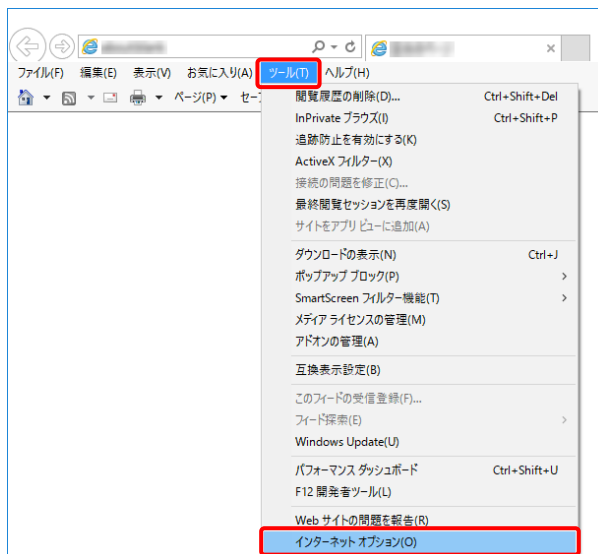 ファイル(F) 編集(E) 表示(V) お気に入り(A) ツール(T) ヘルプ(H)
ページ(P)
閲覧履歴の削除(D)... Ctrl+Shift+Del
InPrivate ブラウズ(I) Ctrl+Shift+P
追跡防止を有効にする(K)
ActiveX フィルター(X)
接続の問題を修正(C)...
最終閲覧セッションを再度開く(S)
サイトをアプリ ビューに追加(A)
ダウンロードの表示(N) Ctrl+J
ポップアップ ブロック(P)
SmartScreen フィルター機能(T)
メディア ライセンスの管理(M)
アドオンの管理(A)
互換表示設定(B)
このフィードの受信登録(F)...
フィード探索(E)
Windows Update(U)
パフォーマンス ダッシュボード Ctrl+Shift+U
F12 開発者ツール(L)
Web サイトの問題を報告(R)
インターネット オプション(O)